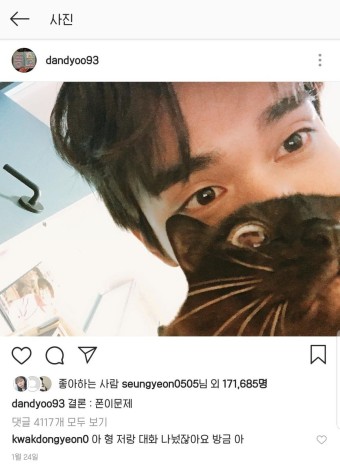 사진
dandyoo93
좋아하는 사람 seungyeon0505님 외 171,685명
dandyoo93 결론 : 폰이문제
댓글 4117개 모두 보기
kwakdongyeon0 아 형 저랑 대화 나눴잖아요 방금 아
1월 24일